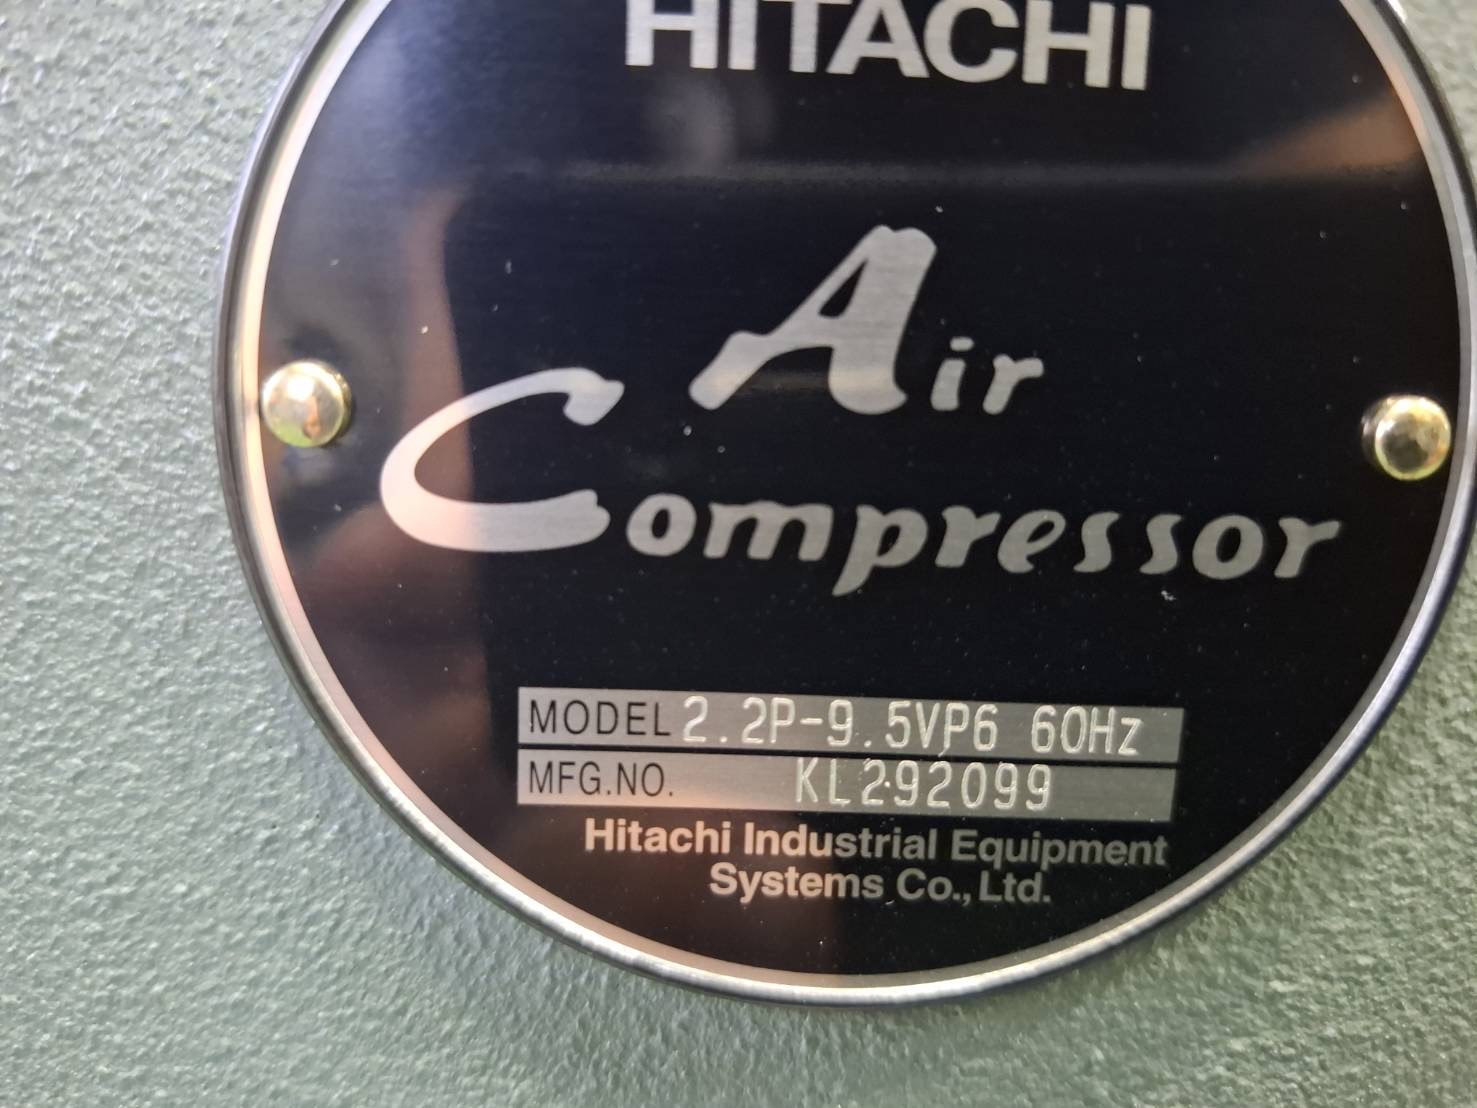 HITACHI
Air
Compressor
MODEL 2.2P-9.5VP6 60Hz
MFG.NO. KL292099
Hitachi Industrial Equipment
Systems Co., Ltd.